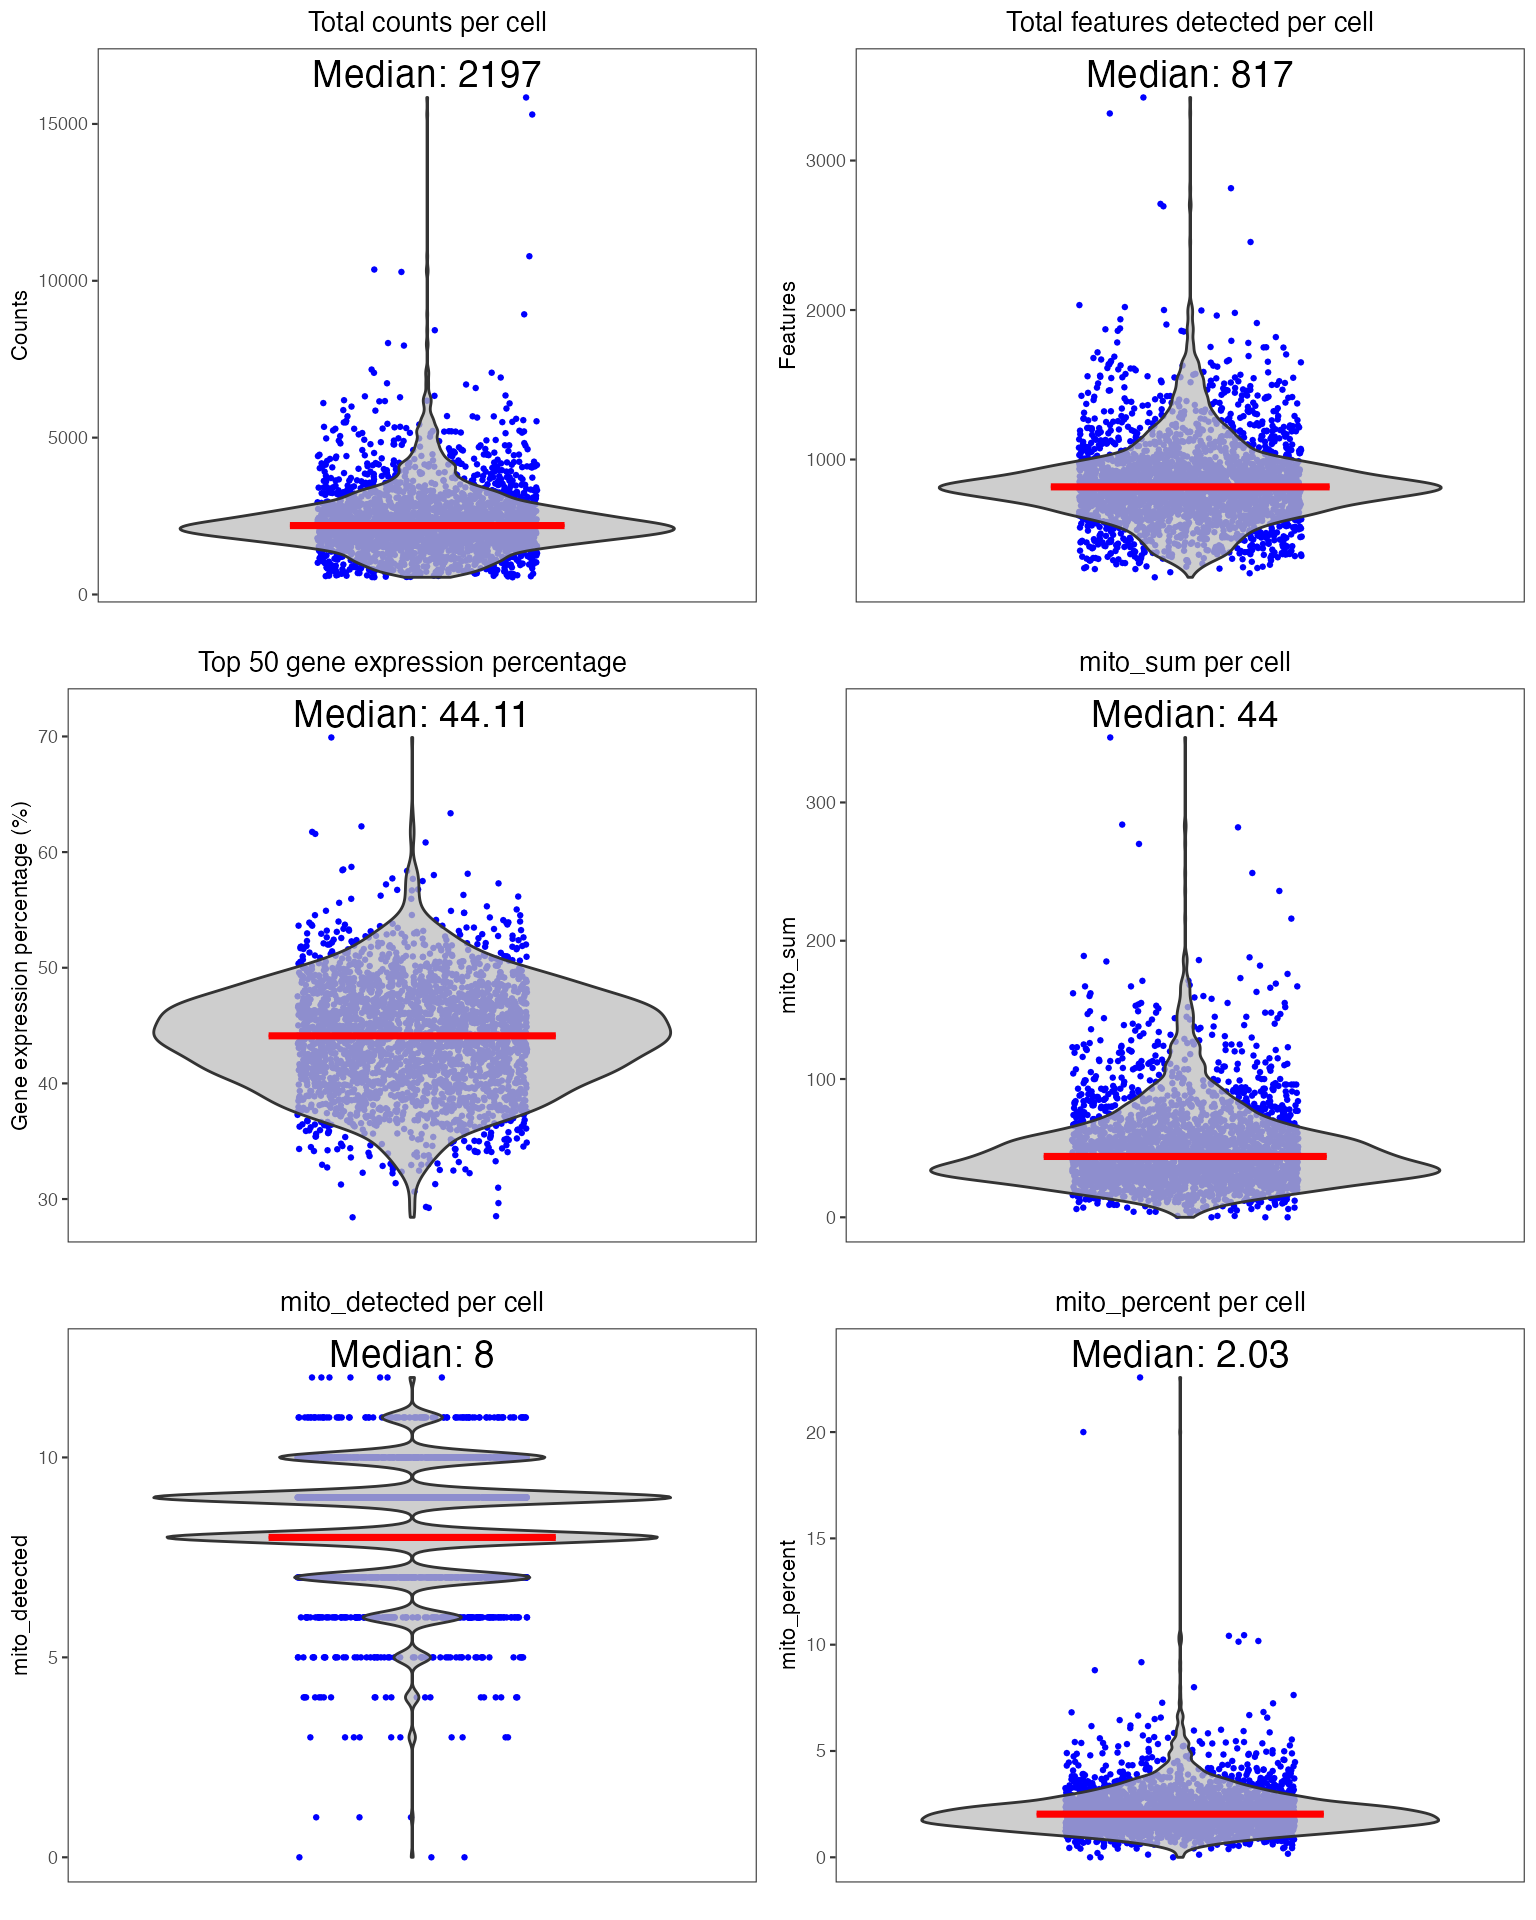 Total counts per cell
Median: 2197
Counts
15000
10000
5000
0
Total features detected per cell
Median: 817
Features
3000
2000
1000
Top 50 gene expression percentage
Median: 44.11
Gene expression percentage (%)
70
60
50
40
30
mito_sum per cell
Median: 44
mito_sum
300
200
100
0
mito_detected per cell
Median: 8
mito_detected
10
5
0
mito_percent per cell
Median: 2.03
mito_percent
20
15
10
5
0